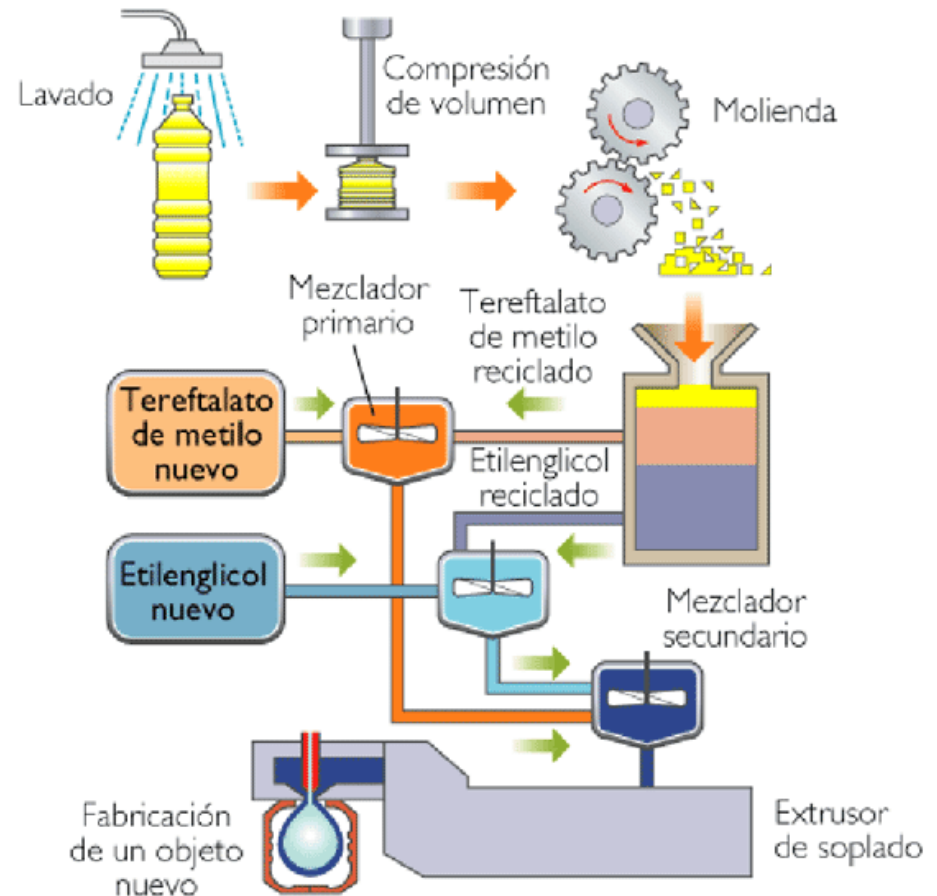 Lavado
Compresión
de volumen
Molienda
Mezclador
primario
Tereftalato
de metilo
reciclado
Tereftalato
de metilo
nuevo
Etilenglicol
reciclado
Etilenglicol
nuevo
Mezclador
secundario
Fabricación
de un objeto
nuevo
Extrusor
de soplado